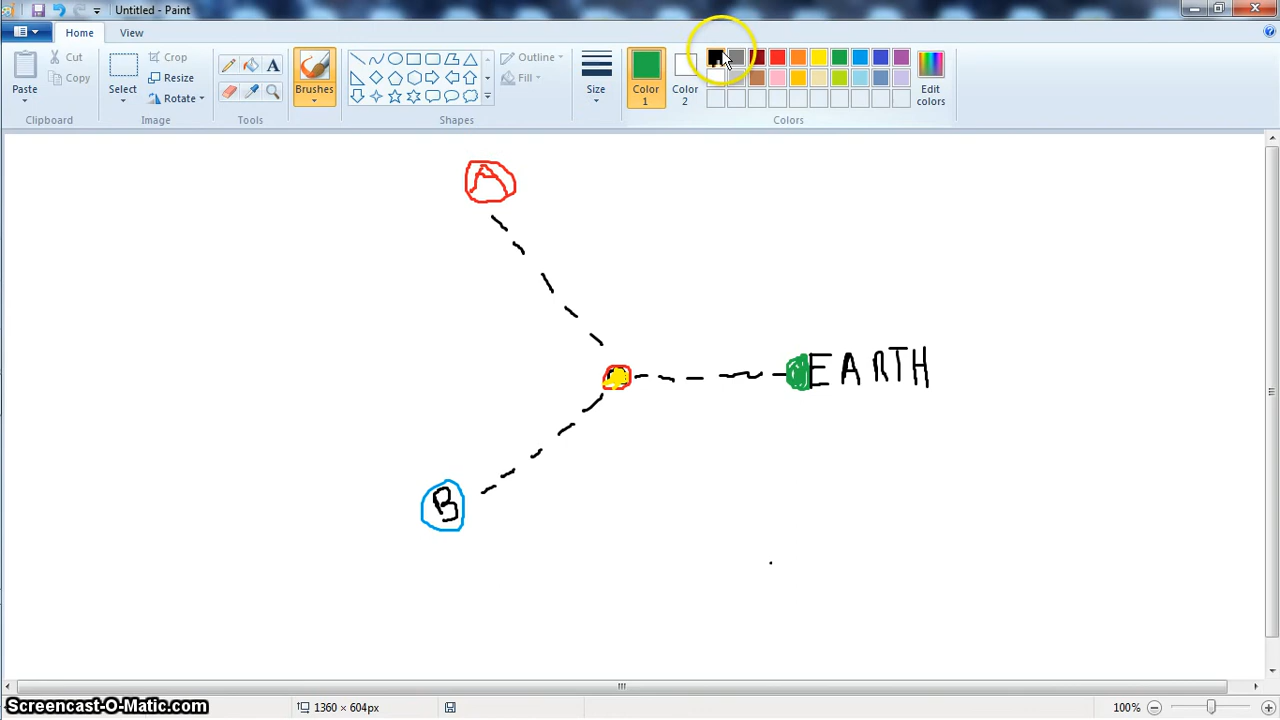 Untitled - Paint
Home View
Paste
Cut
Copy
Clipboard
Select
Crop
Resize
Rotate
Image
A
Tools
Brushes
Outline
Fill
Shapes
Size
Color 1
Color 2
Edit colors
Colors
A
EARTH
B
Screencast-O-Matic.com
1360 × 604px
100%